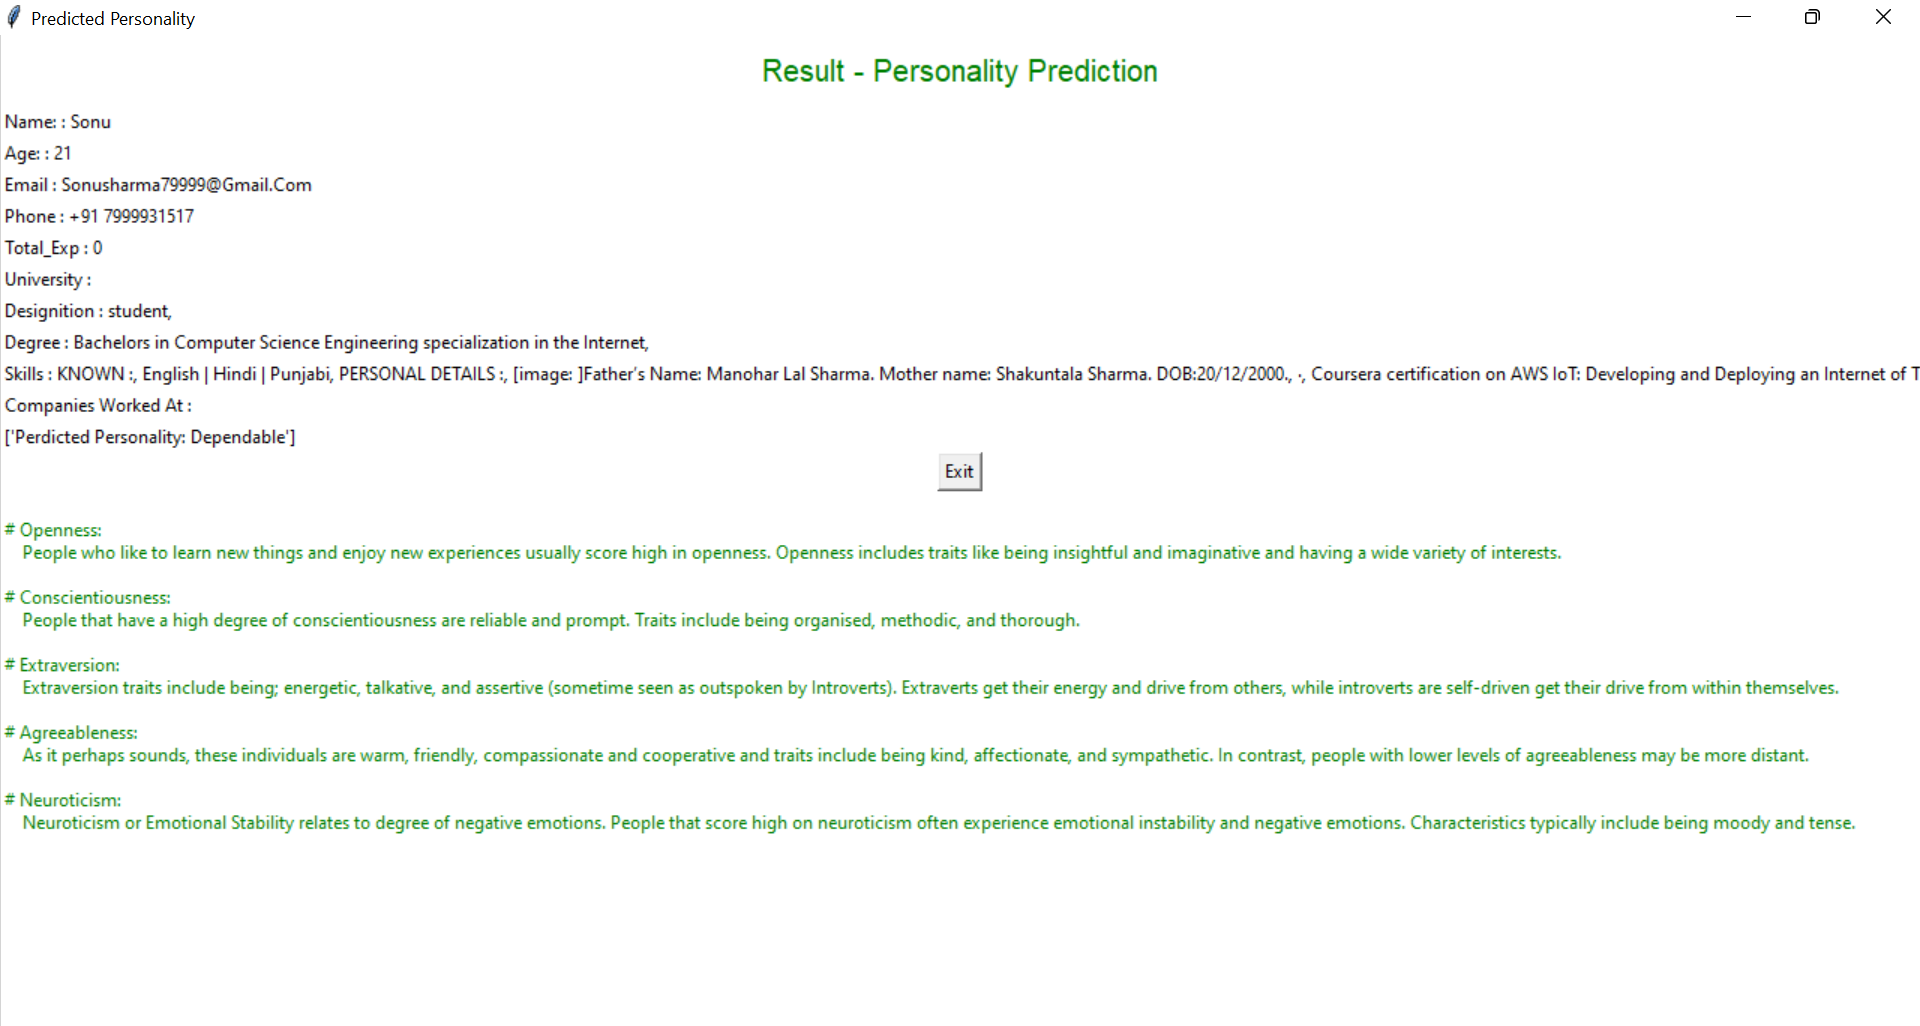 Predicted Personality
Result - Personality Prediction
Name: : Sonu
Age: : 21
Email : Sonusharma79999@Gmail.Com
Phone : +91 7999931517
Total_Exp : 0
University :
Designition : student,
Degree : Bachelors in Computer Science Engineering specialization in the Internet,
Skills : KNOWN :, English | Hindi | Punjabi, PERSONAL DETAILS :, [image: ]Father's Name: Manohar Lal Sharma. Mother name: Shakuntala Sharma. DOB:20/12/2000., ·, Coursera certification on AWS IoT: Developing and Deploying an Internet of T
Companies Worked At :
['Perdicted Personality: Dependable']
Exit
# Openness:
People who like to learn new things and enjoy new experiences usually score high in openness. Openness includes traits like being insightful and imaginative and having a wide variety of interests.
# Conscientiousness:
People that have a high degree of conscientiousness are reliable and prompt. Traits include being organised, methodic, and thorough.
# Extraversion:
Extraversion traits include being; energetic, talkative, and assertive (sometime seen as outspoken by Introverts). Extraverts get their energy and drive from others, while introverts are self-driven get their drive from within themselves.
# Agreeableness:
As it perhaps sounds, these individuals are warm, friendly, compassionate and cooperative and traits include being kind, affectionate, and sympathetic. In contrast, people with lower levels of agreeableness may be more distant.
# Neuroticism:
Neuroticism or Emotional Stability relates to degree of negative emotions. People that score high on neuroticism often experience emotional instability and negative emotions. Characteristics typically include being moody and tense.